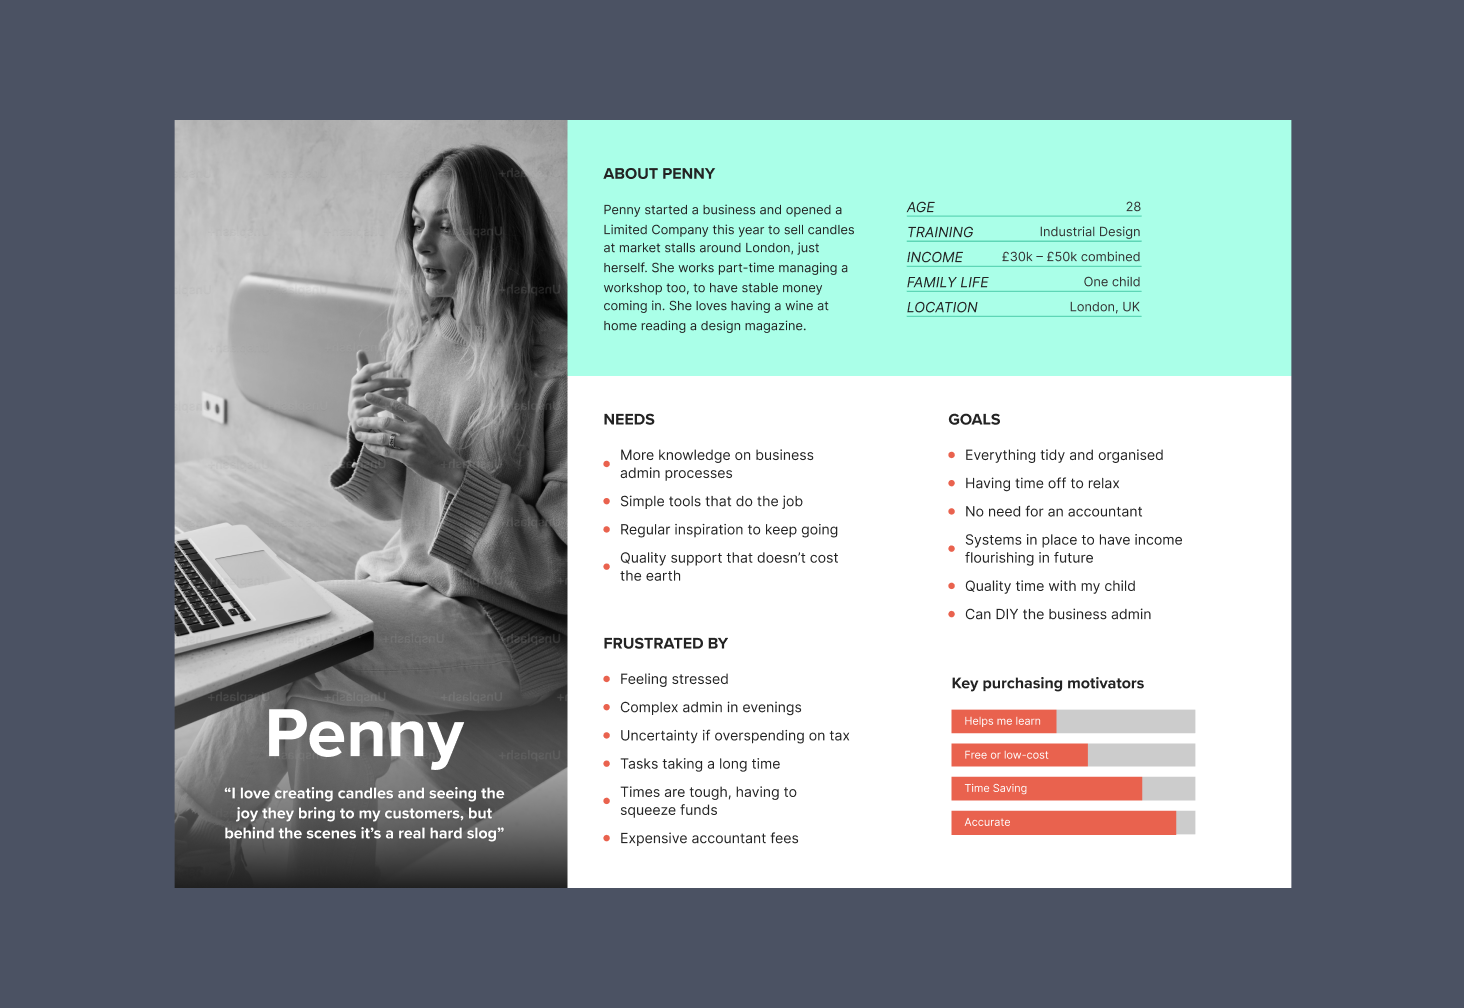 Penny
“I love creating candles and seeing the
joy they bring to my customers, but
behind the scenes it’s a real hard slog”
ABOUT PENNY
Penny started a business and opened a
Limited Company this year to sell candles
at market stalls around London, just
herself. She works part-time managing a
workshop too, to have stable money
coming in. She loves having a wine at
home reading a design magazine.
AGE 28
TRAINING Industrial Design
INCOME £30k – £50k combined
FAMILY LIFE One child
LOCATION London, UK
NEEDS
More knowledge on business
admin processes
Simple tools that do the job
Regular inspiration to keep going
Quality support that doesn’t cost
the earth
FRUSTRATED BY
Feeling stressed
Complex admin in evenings
Uncertainty if overspending on tax
Tasks taking a long time
Times are tough, having to
squeeze funds
Expensive accountant fees
GOALS
Everything tidy and organised
Having time off to relax
No need for an accountant
Systems in place to have income
flourishing in future
Quality time with my child
Can DIY the business admin
Key purchasing motivators
Helps me learn
Free or low-cost
Time Saving
Accurate